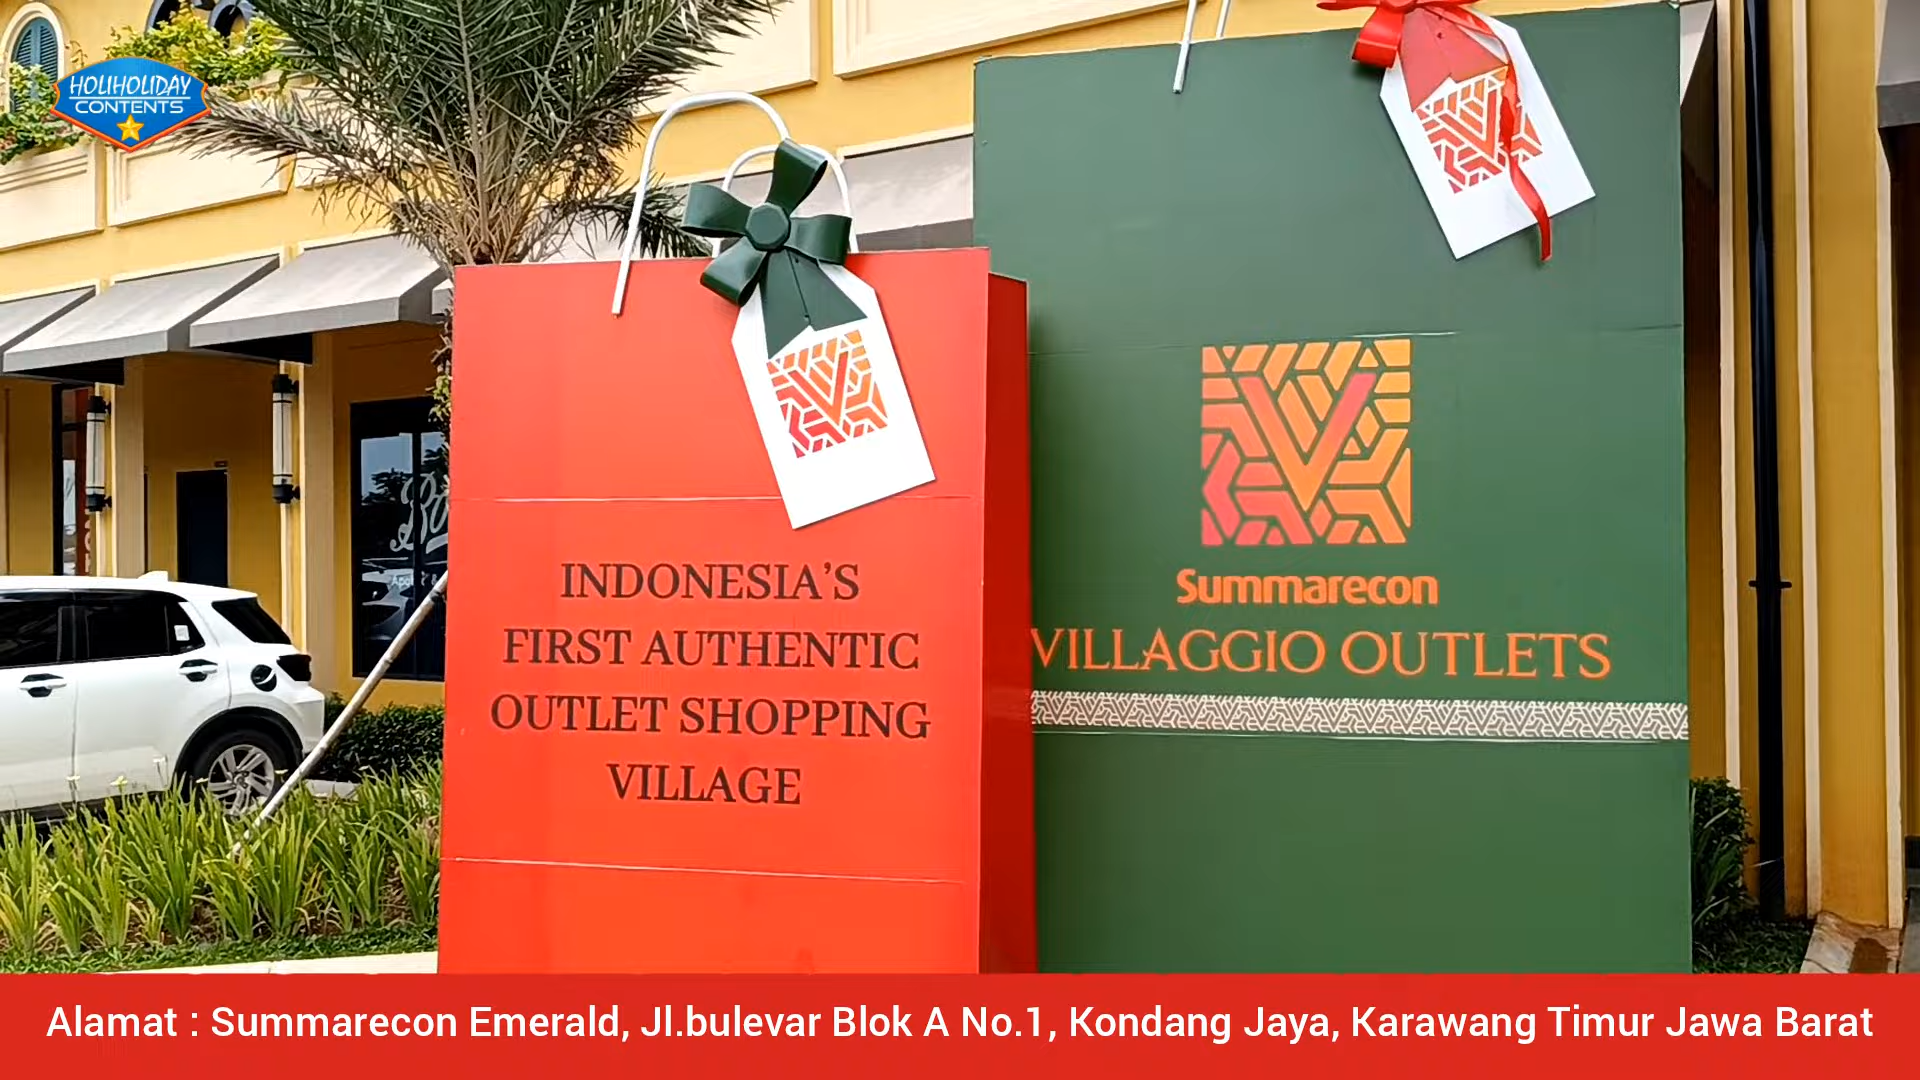 HOLIHOLIDAY
CONTENTS
INDONESIA'S
FIRST AUTHENTIC
OUTLET SHOPPING
VILLAGE
Summarecon
VILLAGGIO OUTLETS
Alamat : Summarecon Emerald, Jl.bulevar Blok A No.1, Kondang Jaya, Karawang Timur Jawa Barat